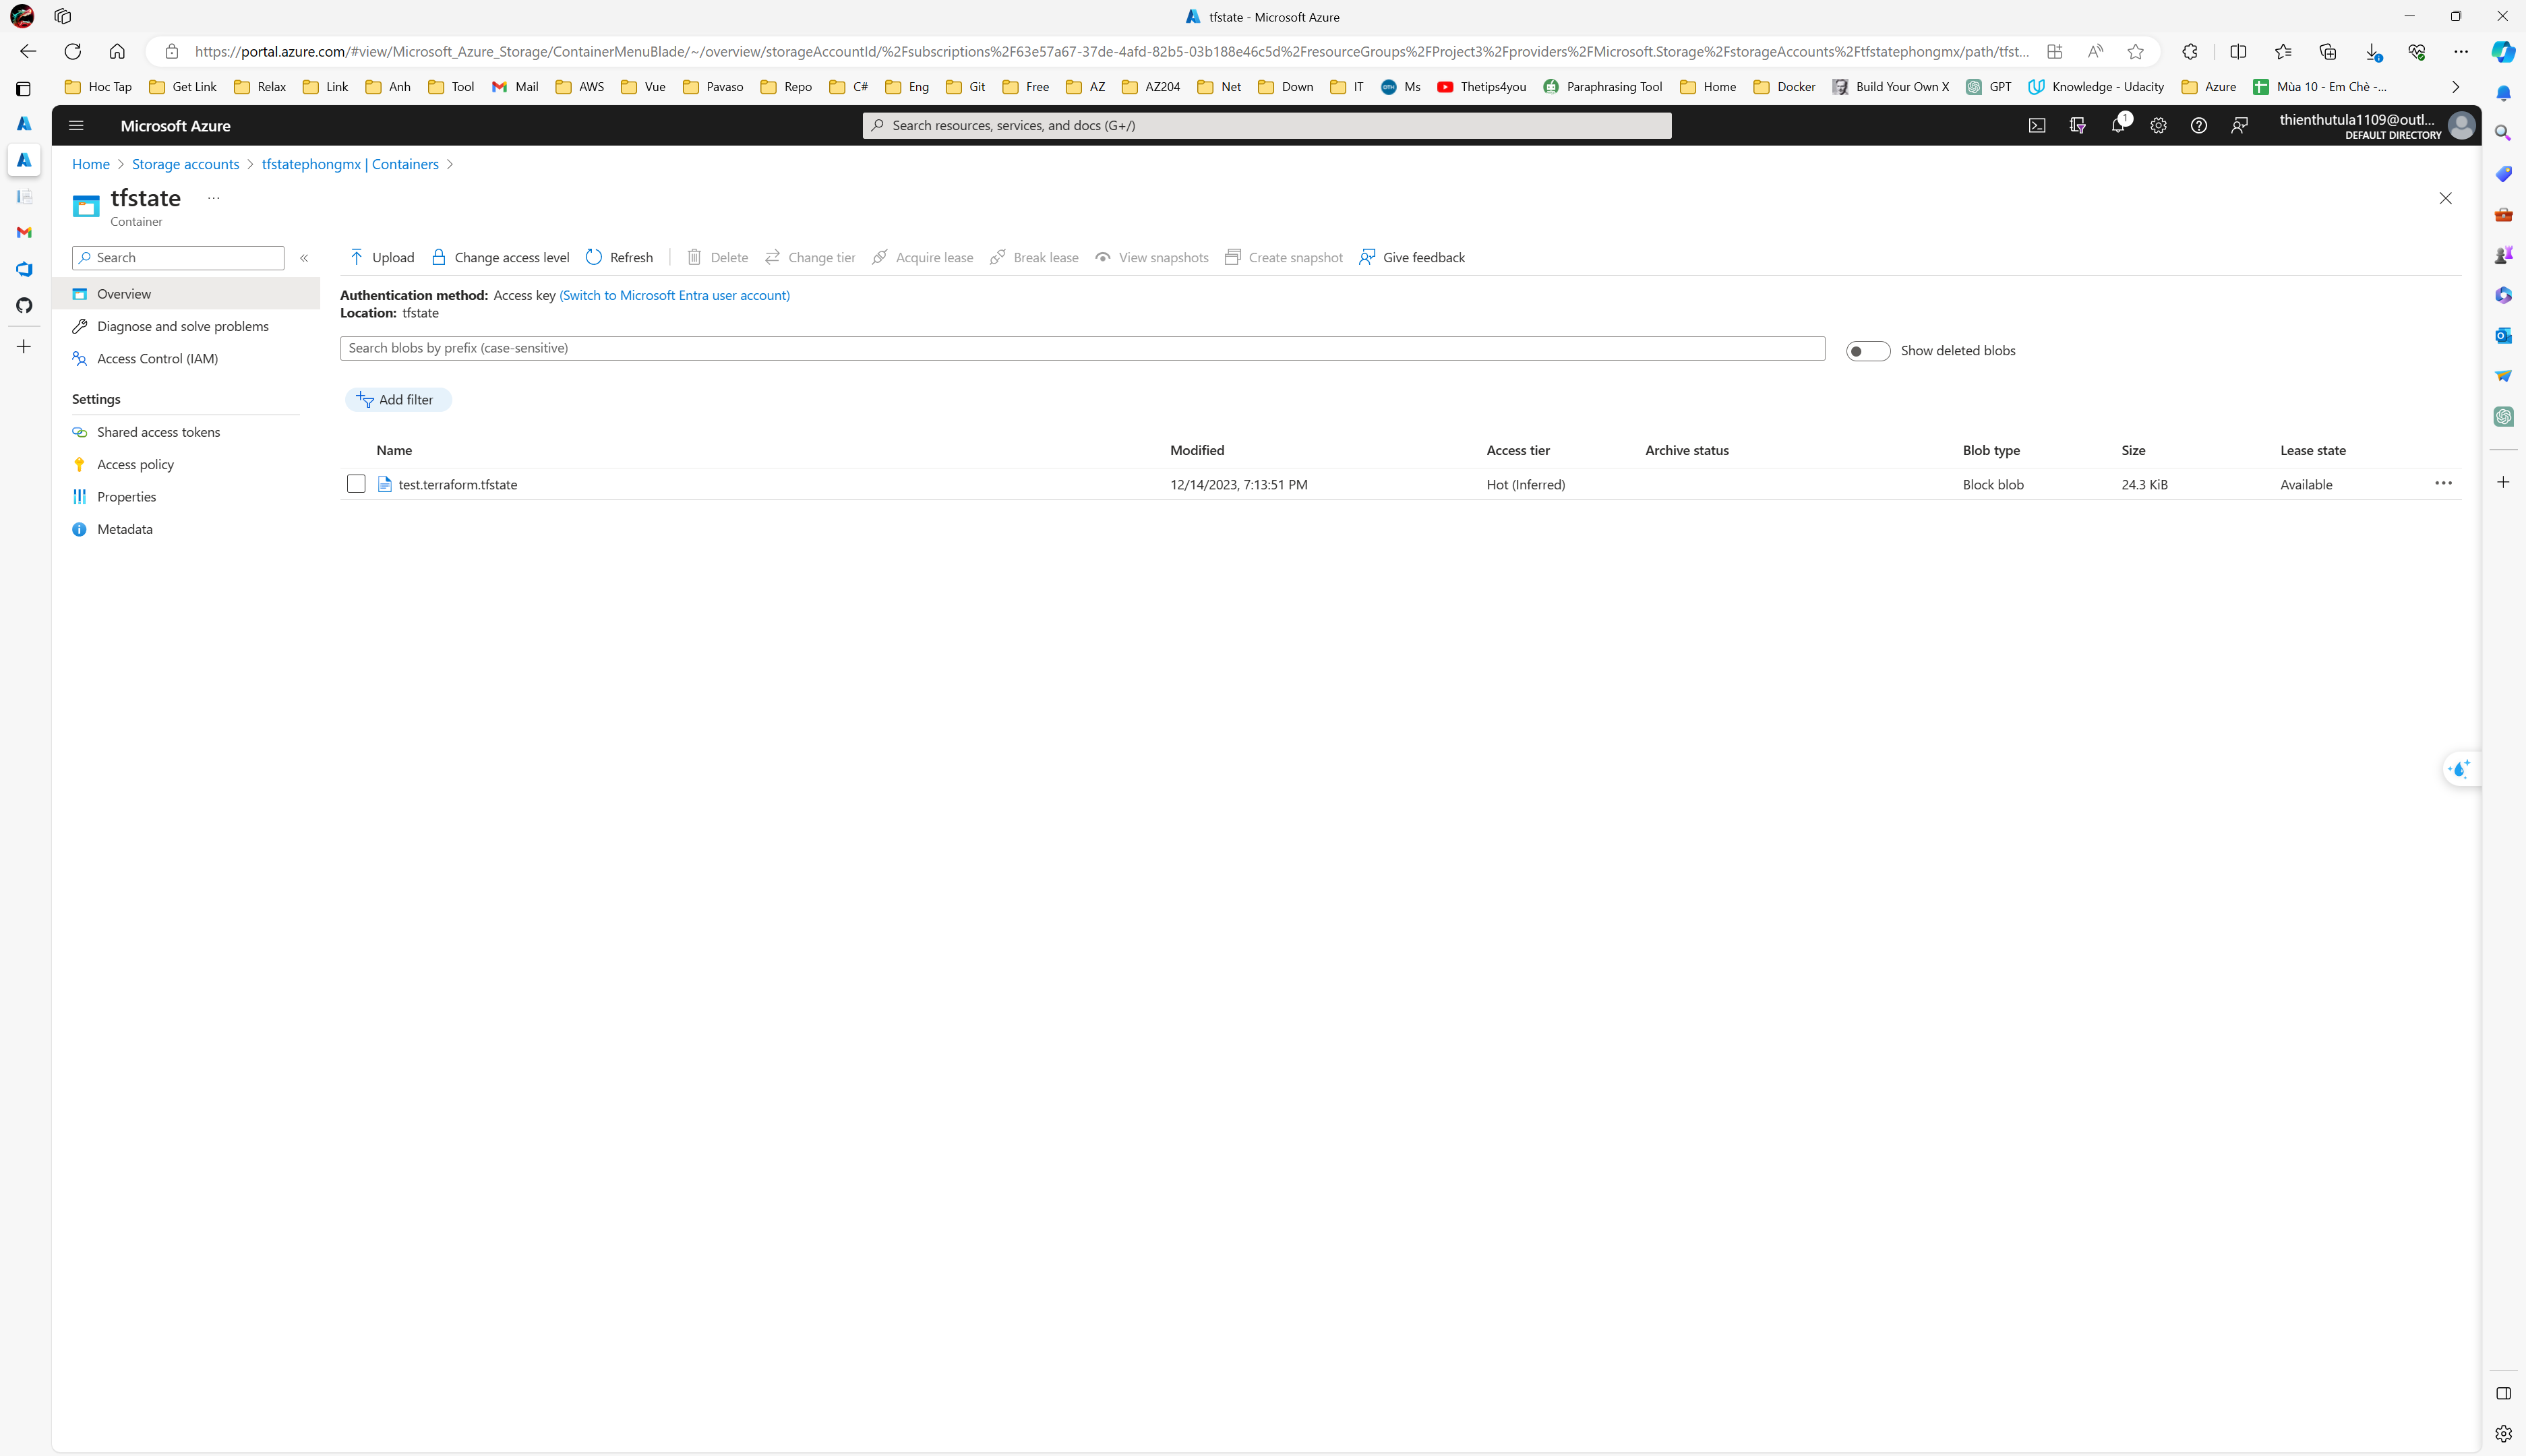 tfstate - Microsoft Azure
https://portal.azure.com/#view/Microsoft_Azure_Storage/ContainerMenuBlade/~/overview/storageAccountId/%2Fsubscriptions%2F63e57a67-37de-4afd-82b5-03b188e46c5d%2FresourceGroups%2FProject3%2Fproviders%2FMicrosoft.Storage%2FstorageAccounts%2Ftfstatephongmx/path/tfst...
Hoc Tap Get Link Relax Link Anh Tool Mail AWS Vue Pavaso Repo C# Eng Git Free AZ AZ204 Net Down IT Ms Thetips4you Paraphrasing Tool Home Docker Build Your Own X GPT Knowledge - Udacity Azure Mùa 10 - Em Chè -...
Microsoft Azure
Search resources, services, and docs (G+/)
1
thienthutula1109@outl...
DEFAULT DIRECTORY
Home > Storage accounts > tfstatephongmx | Containers >
tfstate ...
Container
Search
«
Upload Change access level Refresh Delete Change tier Acquire lease Break lease View snapshots Create snapshot Give feedback
Overview
Diagnose and solve problems
Access Control (IAM)
Settings
Shared access tokens
Access policy
Properties
Metadata
Authentication method: Access key (Switch to Microsoft Entra user account)
Location: tfstate
Search blobs by prefix (case-sensitive)
Show deleted blobs
Add filter
Name Modified Access tier Archive status Blob type Size Lease state
test.terraform.tfstate 12/14/2023, 7:13:51 PM Hot (Inferred) Block blob 24.3 KiB Available ...